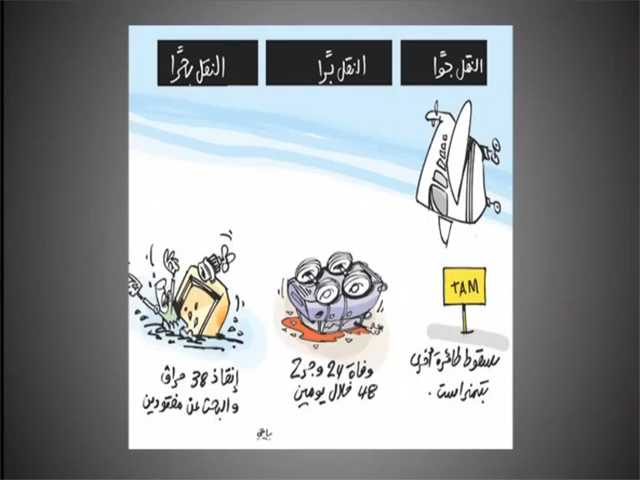 النقل جوًّا
النقل برًّا
النقل بحرًا
TAM
سقوط طائرة أخرى
بتمنراست.
وفاة 24 وجرح
48 خلال يومين
إنقاذ 38 حراق
والبحث عن مفقودين